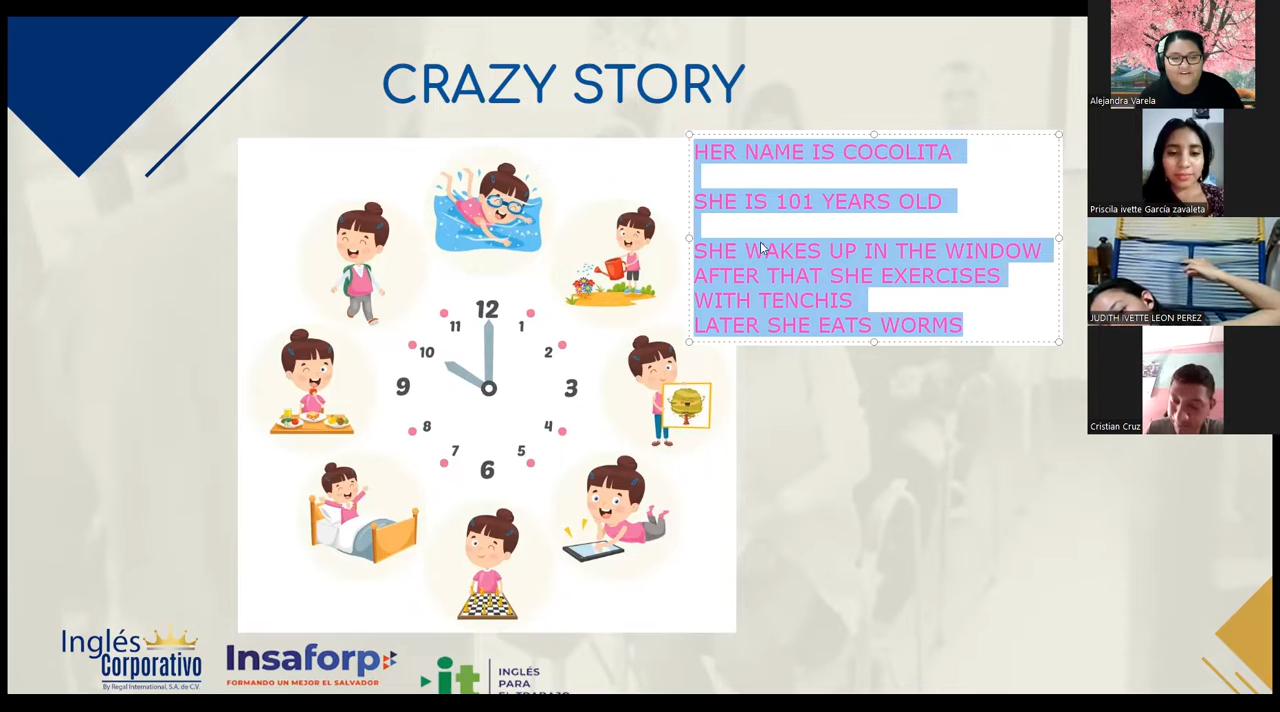 CRAZY STORY
HER NAME IS COCOLITA
SHE IS 101 YEARS OLD
SHE WAKES UP IN THE WINDOW
AFTER THAT SHE EXERCISES
WITH TENCHIS
LATER SHE EATS WORMS
12
11
1
10
2
9
3
8
4
7
5
6
Inglés
Corporativo
By Regal International, S.A. de C.V.
Insaforp
FORMANDO UN MEJOR EL SALVADOR
it
INGLÉS
PARA
EL TRABAJO
Alejandra Varela
Priscila ivette García zavaleta
JUDITH IVETTE LEON PEREZ
Cristian Cruz